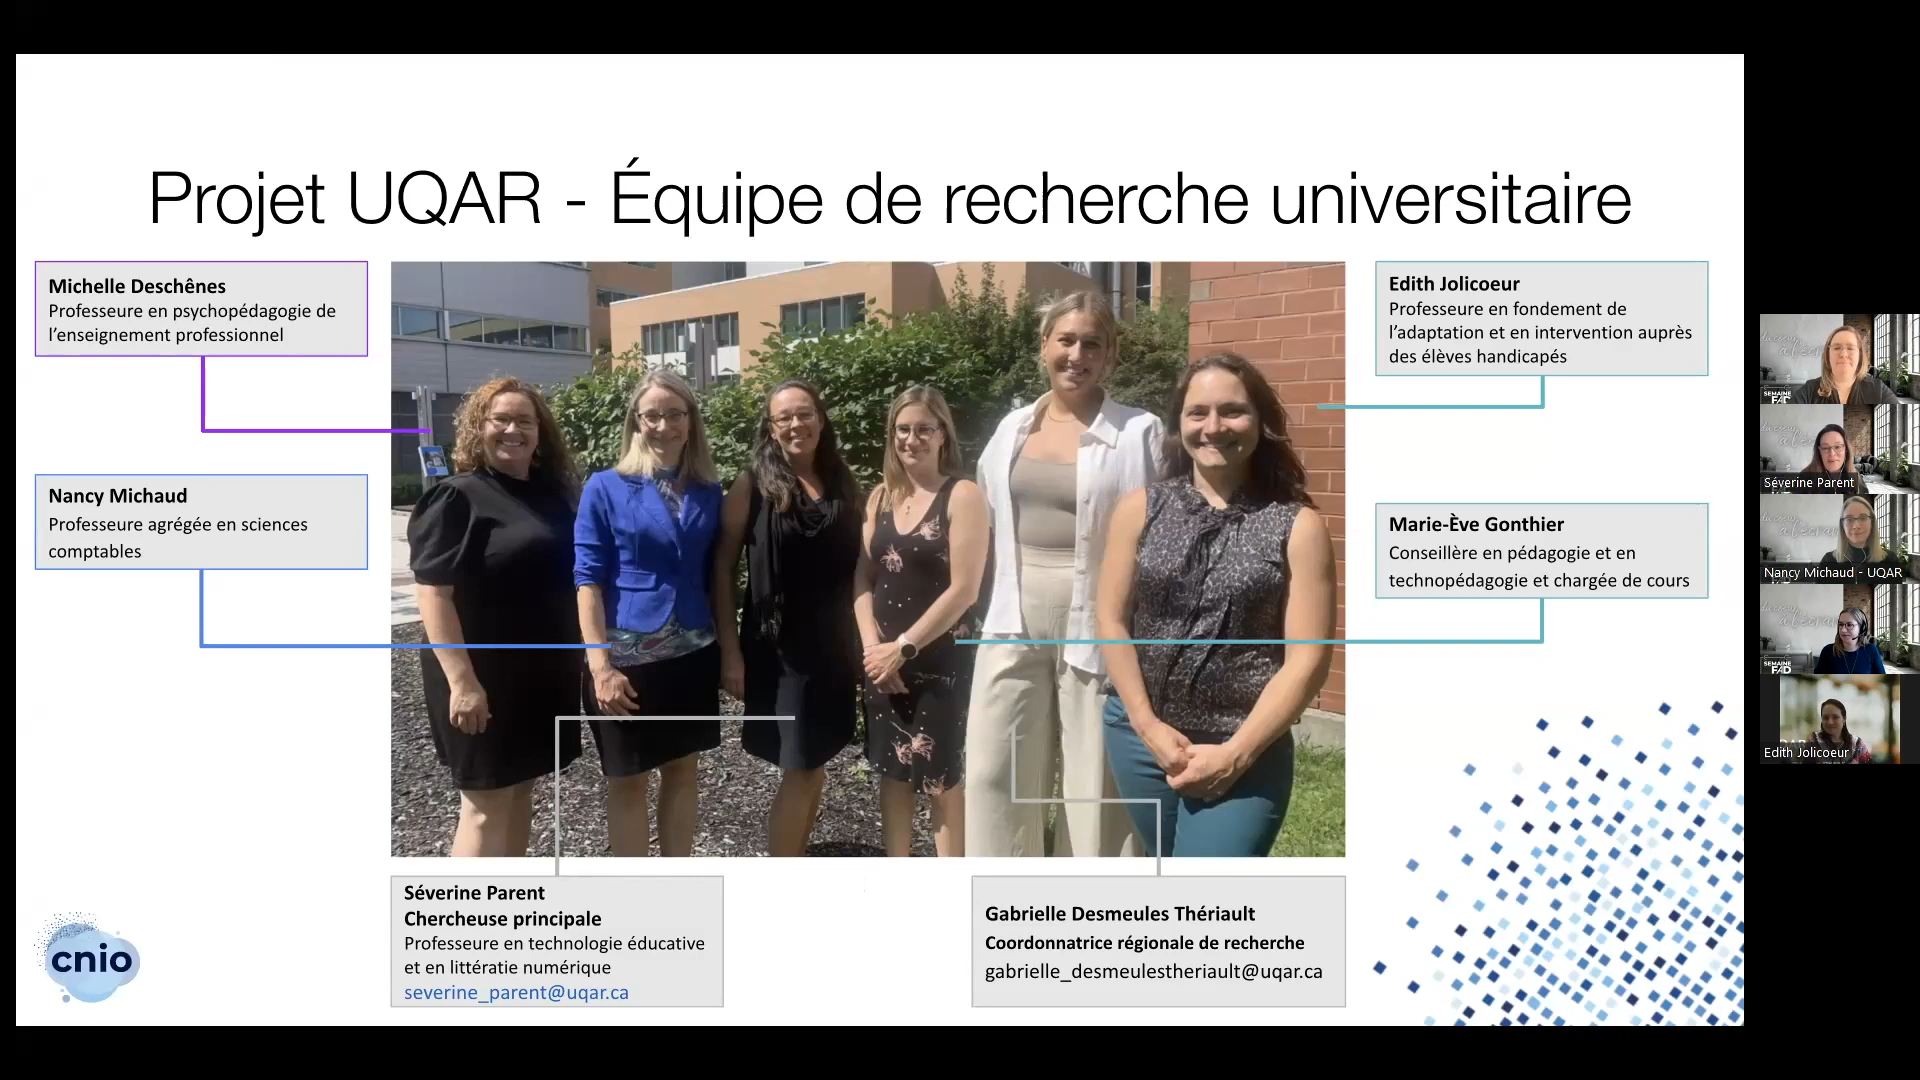 Projet UQAR - Équipe de recherche universitaire
Michelle Deschênes
Professeure en psychopédagogie de
l’enseignement professionnel
Nancy Michaud
Professeure agrégée en sciences
comptables
Edith Jolicoeur
Professeure en fondement de
l’adaptation et en intervention auprès
des élèves handicapés
Marie-Ève Gonthier
Conseillère en pédagogie et en
technopédagogie et chargée de cours
Séverine Parent
Chercheuse principale
Professeure en technologie éducative
et en littératie numérique
severine_parent@uqar.ca
Gabrielle Desmeules Thériault
Coordonnatrice régionale de recherche
gabrielle_desmeulestheriault@uqar.ca
cnio
SEMAINE
FAD
Séverine Parent
Nancy Michaud - UQAR
SEMAINE
FAD
Edith Jolicoeur